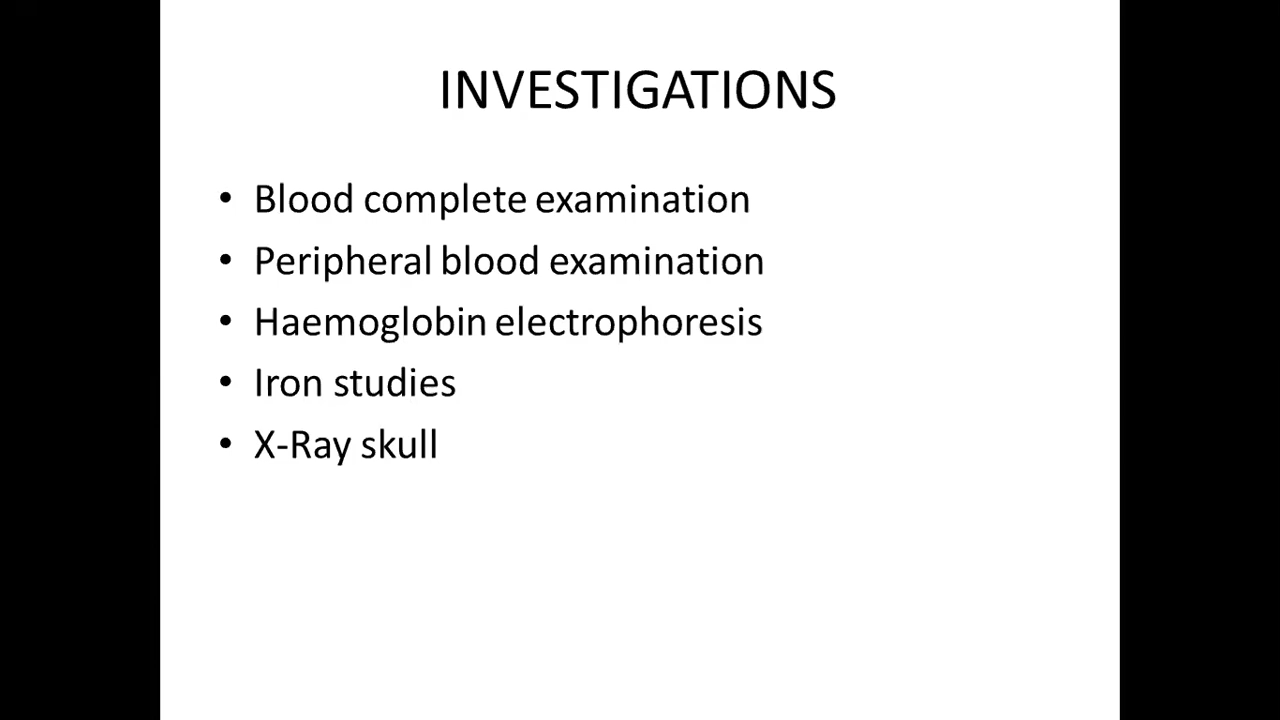 INVESTIGATIONS
• Blood complete examination
• Peripheral blood examination
• Haemoglobin electrophoresis
• Iron studies
• X-Ray skull